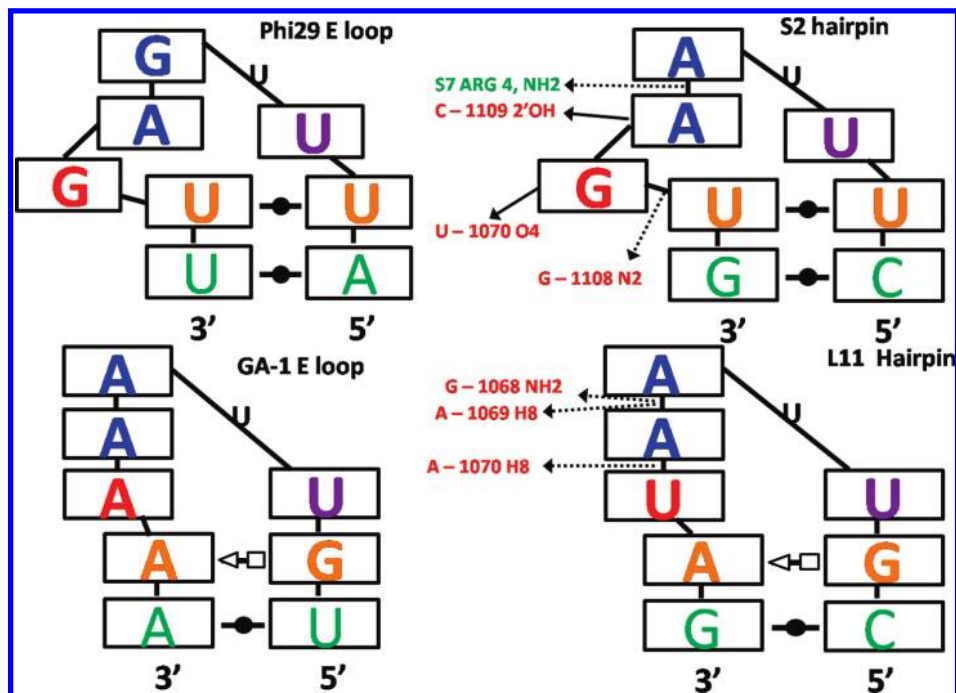 Phi29 E loop
G
U
A
U
G
U
U
U
A
3’ 5’
S2 hairpin
A
U
S7 ARG 4, NH2
C – 1109 2’OH
A
U
G
U
U
U – 1070 O4
G – 1108 N2
G
C
3’ 5’
GA-1 E loop
A
U
A
A
U
A
G
A
U
3’ 5’
L11 Hairpin
A
U
G – 1068 NH2
A – 1069 H8
A
A – 1070 H8
U
U
A
G
G
C
3’ 5’